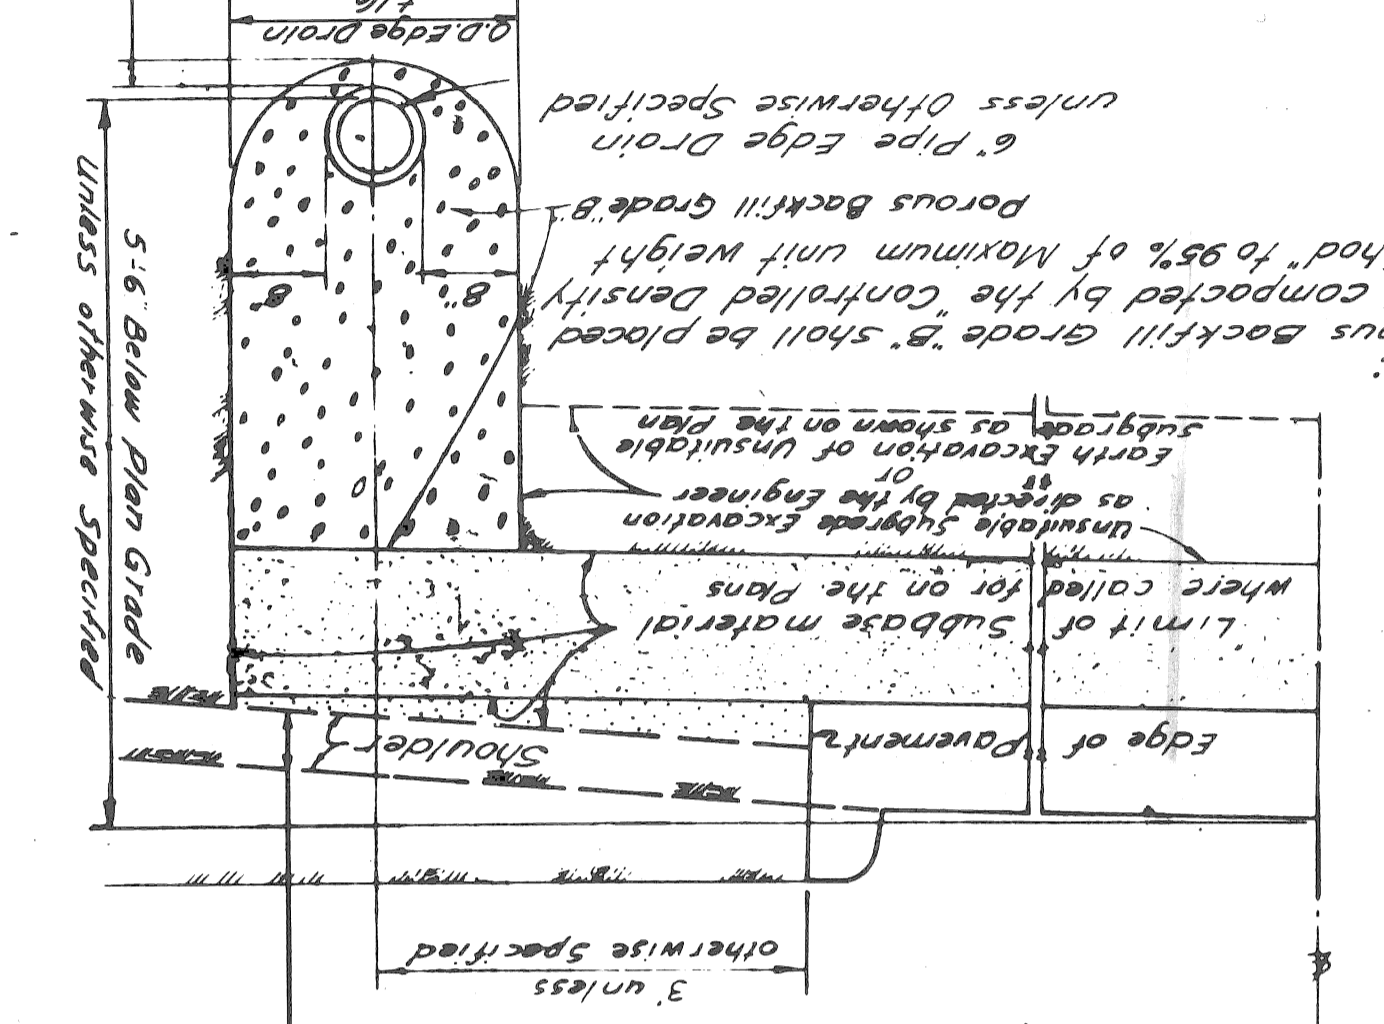 3' unless
otherwise Specified
Edge of Pavement
Shoulder
Limit of Subbase material
where called for on the Plans
Unsuitable Subgrade Excavation
as directed by the Engineer
or
Earth Excavation of Unsuitable
Subgrade as shown on the Plan
Backfill Grade "B" shall be placed
compacted by the "Controlled Density
to 95% of Maximum unit weight
8"
8"
Porous Backfill Grade "B"
6" Pipe Edge Drain
unless Otherwise Specified
O.D. Edge Drain
+16
5'-6" Below Plan Grade
Unless otherwise Specified